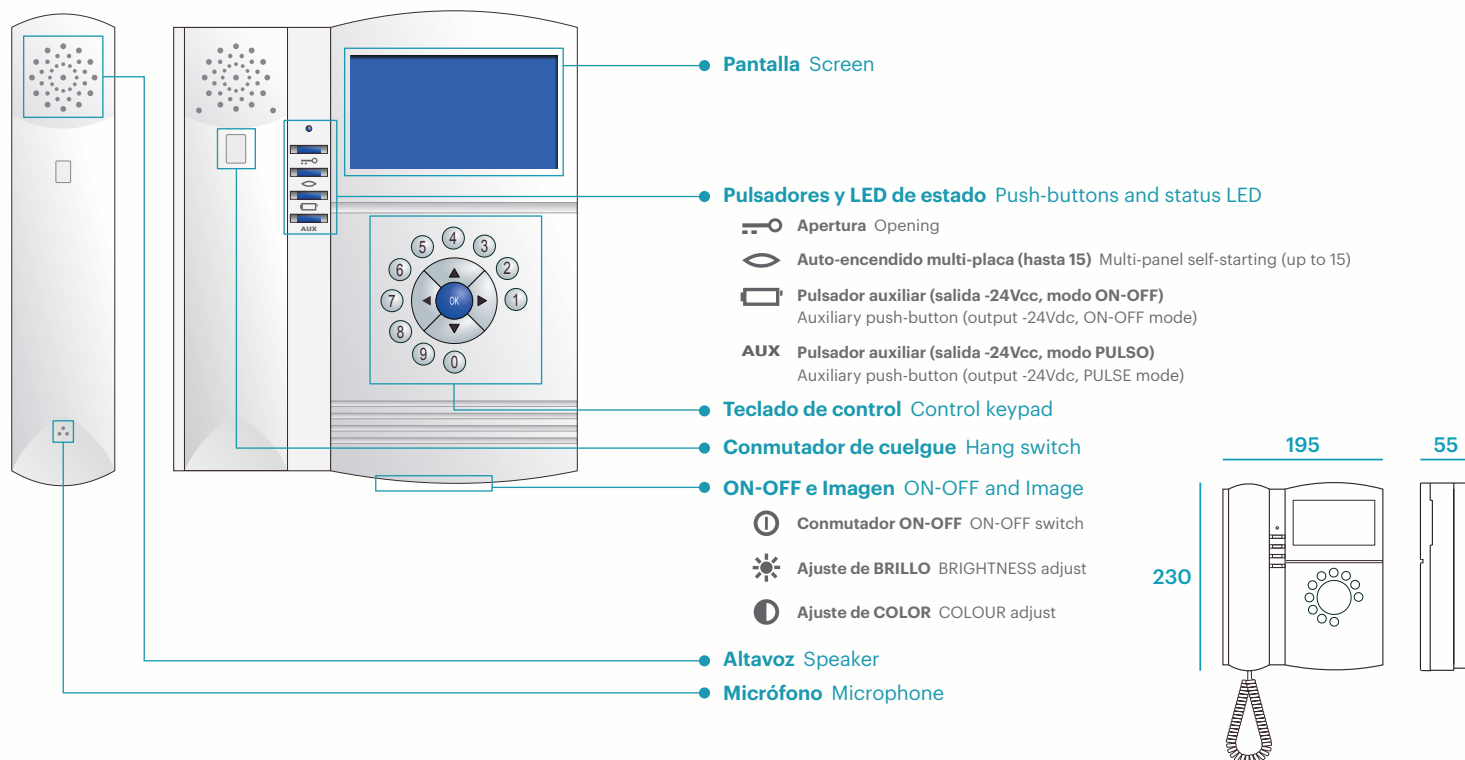 Pantalla Screen
Pulsadores y LED de estado Push-buttons and status LED
Apertura Opening
Auto-encendido multi-placa (hasta 15) Multi-panel self-starting (up to 15)
Pulsador auxiliar (salida -24Vcc, modo ON-OFF)
Auxiliary push-button (output -24Vdc, ON-OFF mode)
AUX Pulsador auxiliar (salida -24Vcc, modo PULSO)
Auxiliary push-button (output -24Vdc, PULSE mode)
Teclado de control Control keypad
Conmutador de cuelgue Hang switch
ON-OFF e Imagen ON-OFF and Image
Conmutador ON-OFF ON-OFF switch
Ajuste de BRILLO BRIGHTNESS adjust
Ajuste de COLOR COLOUR adjust
Altavoz Speaker
Micrófono Microphone
AUX
5 4 3
6 2
7 OK 1
8
9 0
195
55
230